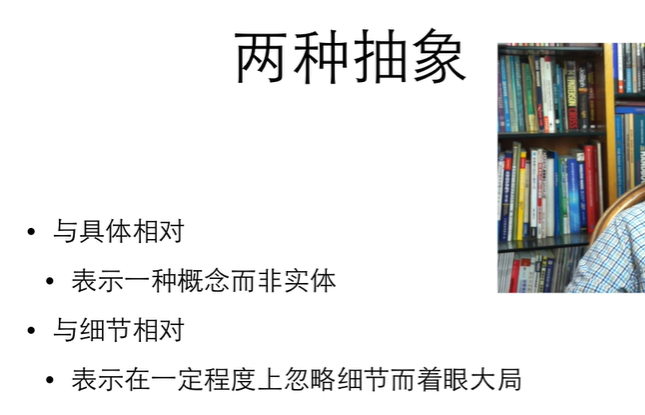 两种抽象
• 与具体相对
• 表示一种概念而非实体
• 与细节相对
• 表示在一定程度上忽略细节而着眼大局